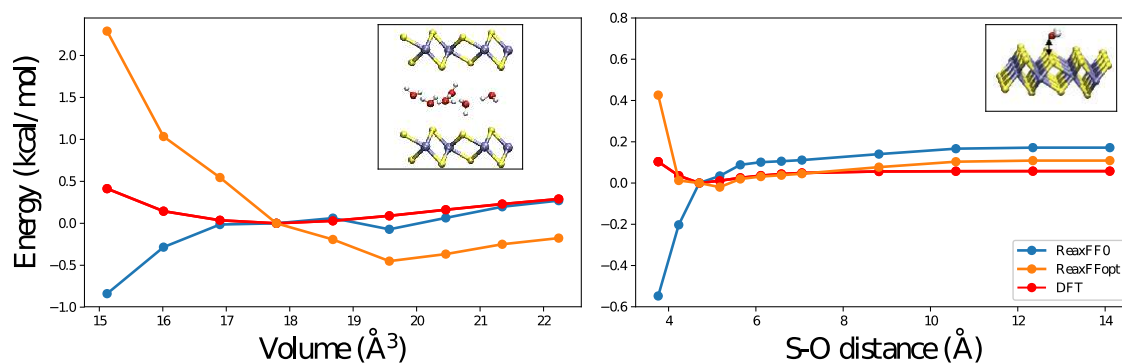 Energy (kcal/mol)
2.0
1.5
1.0
0.5
0.0
−0.5
−1.0
15 16 17 18 19 20 21 22
Volume (Å³)
0.8
0.6
0.4
0.2
0.0
−0.2
−0.4
−0.6
4 6 8 10 12 14
S-O distance (Å)
ReaxFF0
ReaxFFopt
DFT